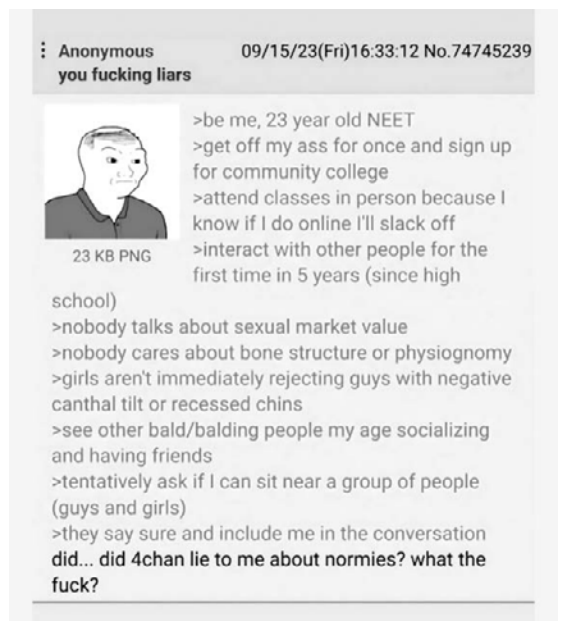 ⋮ Anonymous 09/15/23(Fri)16:33:12 No.74745239
you fucking liars
>be me, 23 year old NEET
>get off my ass for once and sign up
for community college
>attend classes in person because I
know if I do online I'll slack off
>interact with other people for the
first time in 5 years (since high
23 KB PNG
school)
>nobody talks about sexual market value
>nobody cares about bone structure or physiognomy
>girls aren't immediately rejecting guys with negative
canthal tilt or recessed chins
>see other bald/balding people my age socializing
and having friends
>tentatively ask if I can sit near a group of people
(guys and girls)
>they say sure and include me in the conversation
did... did 4chan lie to me about normies? what the
fuck?